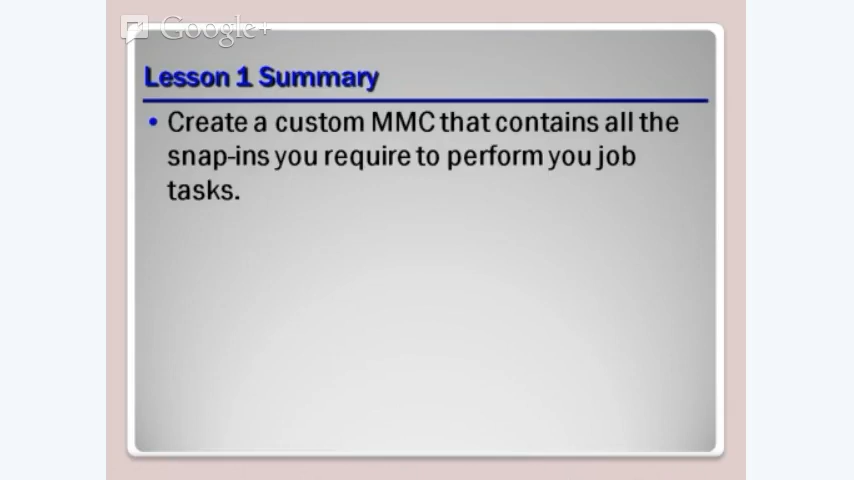 Google+
Lesson 1 Summary
• Create a custom MMC that contains all the
snap-ins you require to perform you job
tasks.